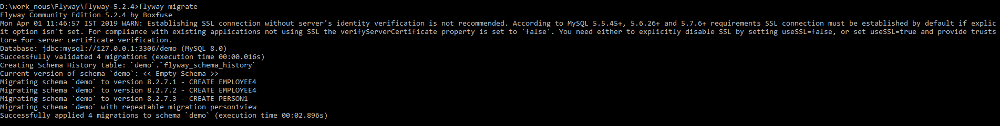 D:\work_nous\Flyway\flyway-5.2.4>flyway migrate
Flyway Community Edition 5.2.4 by Boxfuse
Mon Apr 01 11:46:57 IST 2019 WARN: Establishing SSL connection without server's identity verification is not recommended. According to MySQL 5.5.45+, 5.6.26+ and 5.7.6+ requirements SSL connection must be established by default if explic
it option isn't set. For compliance with existing applications not using SSL the verifyServerCertificate property is set to 'false'. You need either to explicitly disable SSL by setting useSSL=false, or set useSSL=true and provide trusts
tore for server certificate verification.
Database: jdbc:mysql://127.0.0.1:3306/demo (MySQL 8.0)
Successfully validated 4 migrations (execution time 00:00.016s)
Creating Schema History table: `demo`.`flyway_schema_history`
Current version of schema `demo`: << Empty Schema >>
Migrating schema `demo` to version 8.2.7.1 - CREATE EMPLOYEE4
Migrating schema `demo` to version 8.2.7.2 - CREATE EMPLOYEE4
Migrating schema `demo` to version 8.2.7.3 - CREATE PERSON1
Migrating schema `demo` with repeatable migration person1view
Successfully applied 4 migrations to schema `demo` (execution time 00:02.896s)